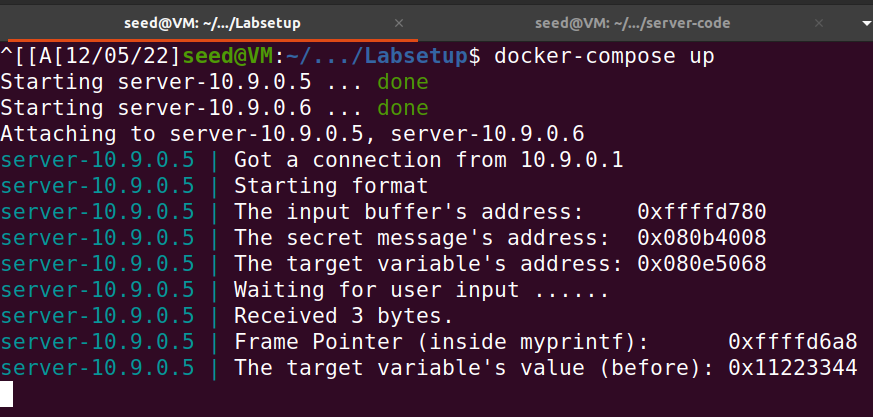 seed@VM: ~/.../Labsetup × seed@VM: ~/.../server-code ×
^[[A[12/05/22]seed@VM:~/.../Labsetup$ docker-compose up
Starting server-10.9.0.5 ... done
Starting server-10.9.0.6 ... done
Attaching to server-10.9.0.5, server-10.9.0.6
server-10.9.0.5 | Got a connection from 10.9.0.1
server-10.9.0.5 | Starting format
server-10.9.0.5 | The input buffer's address:    0xffffd780
server-10.9.0.5 | The secret message's address:  0x080b4008
server-10.9.0.5 | The target variable's address: 0x080e5068
server-10.9.0.5 | Waiting for user input ......
server-10.9.0.5 | Received 3 bytes.
server-10.9.0.5 | Frame Pointer (inside myprintf):      0xffffd6a8
server-10.9.0.5 | The target variable's value (before): 0x11223344